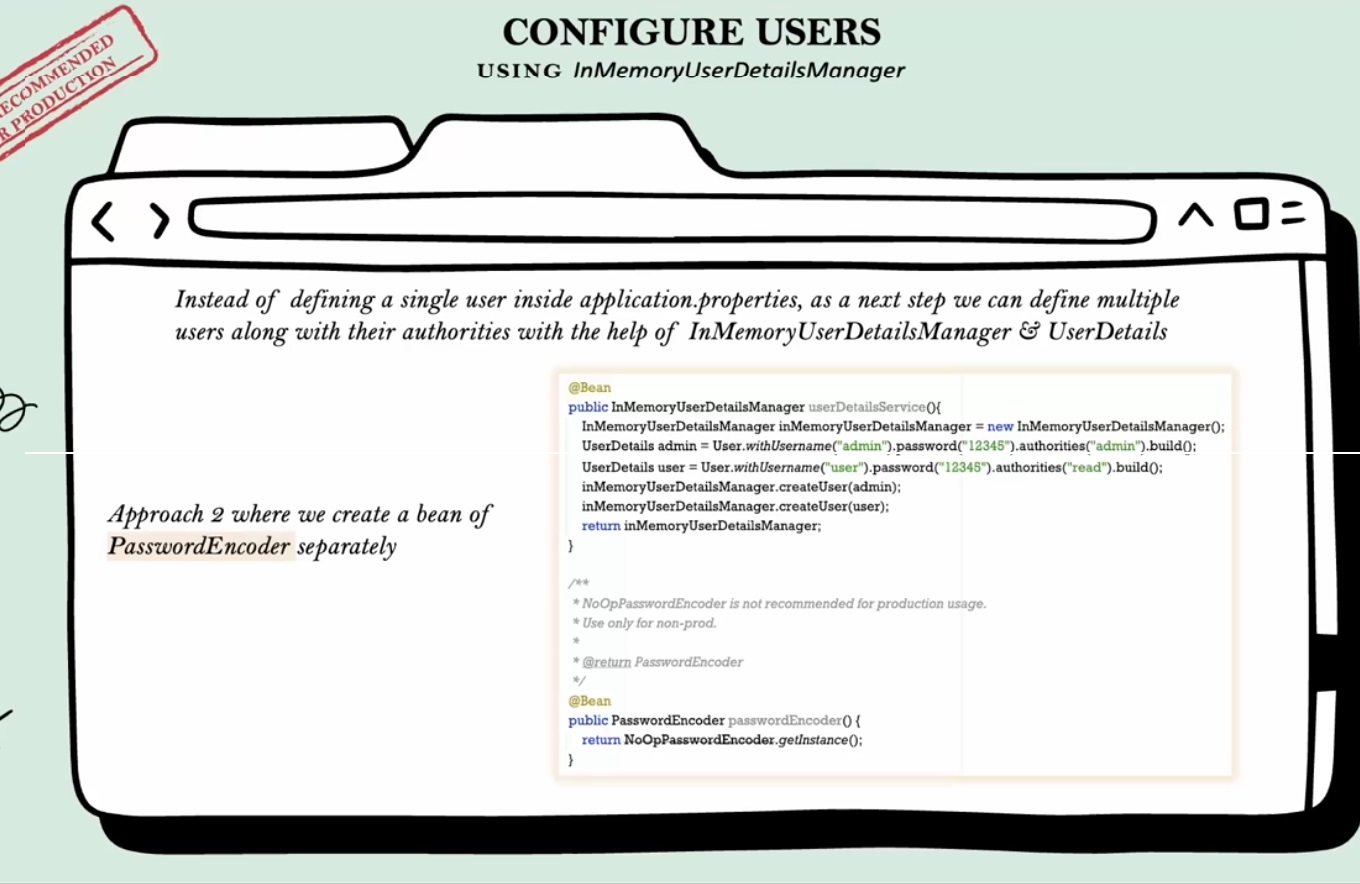 CONFIGURE USERS
USING InMemoryUserDetailsManager
PRODUCTION
Instead of defining a single user inside application.properties, as a next step we can define multiple
users along with their authorities with the help of InMemoryUserDetailsManager & UserDetails
Approach 2 where we create a bean of
PasswordEncoder separately
@Bean
public InMemoryUserDetailsManager userDetailsService(){
InMemoryUserDetailsManager inMemoryUserDetailsManager = new InMemoryUserDetailsManager();
UserDetails admin = User.withUsername("admin").password("12345").authorities("admin").build();
UserDetails user = User.withUsername("user").password("12345").authorities("read").build();
inMemoryUserDetailsManager.createUser(admin);
inMemoryUserDetailsManager.createUser(user);
return inMemoryUserDetailsManager;
}
/**
* NoOpPasswordEncoder is not recommended for production usage.
* Use only for non-prod.
*
* @return PasswordEncoder
*/
@Bean
public PasswordEncoder passwordEncoder() {
return NoOpPasswordEncoder.getInstance();
}